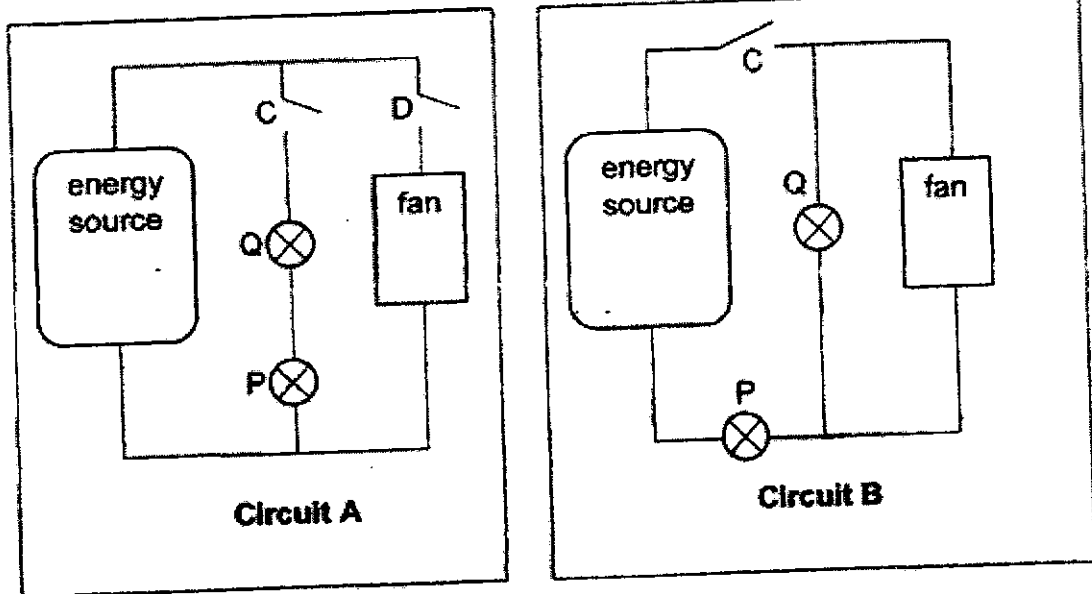 C
D
energy
source
fan
Q
P
Circuit A
C
energy
source
Q
fan
P
Circuit B